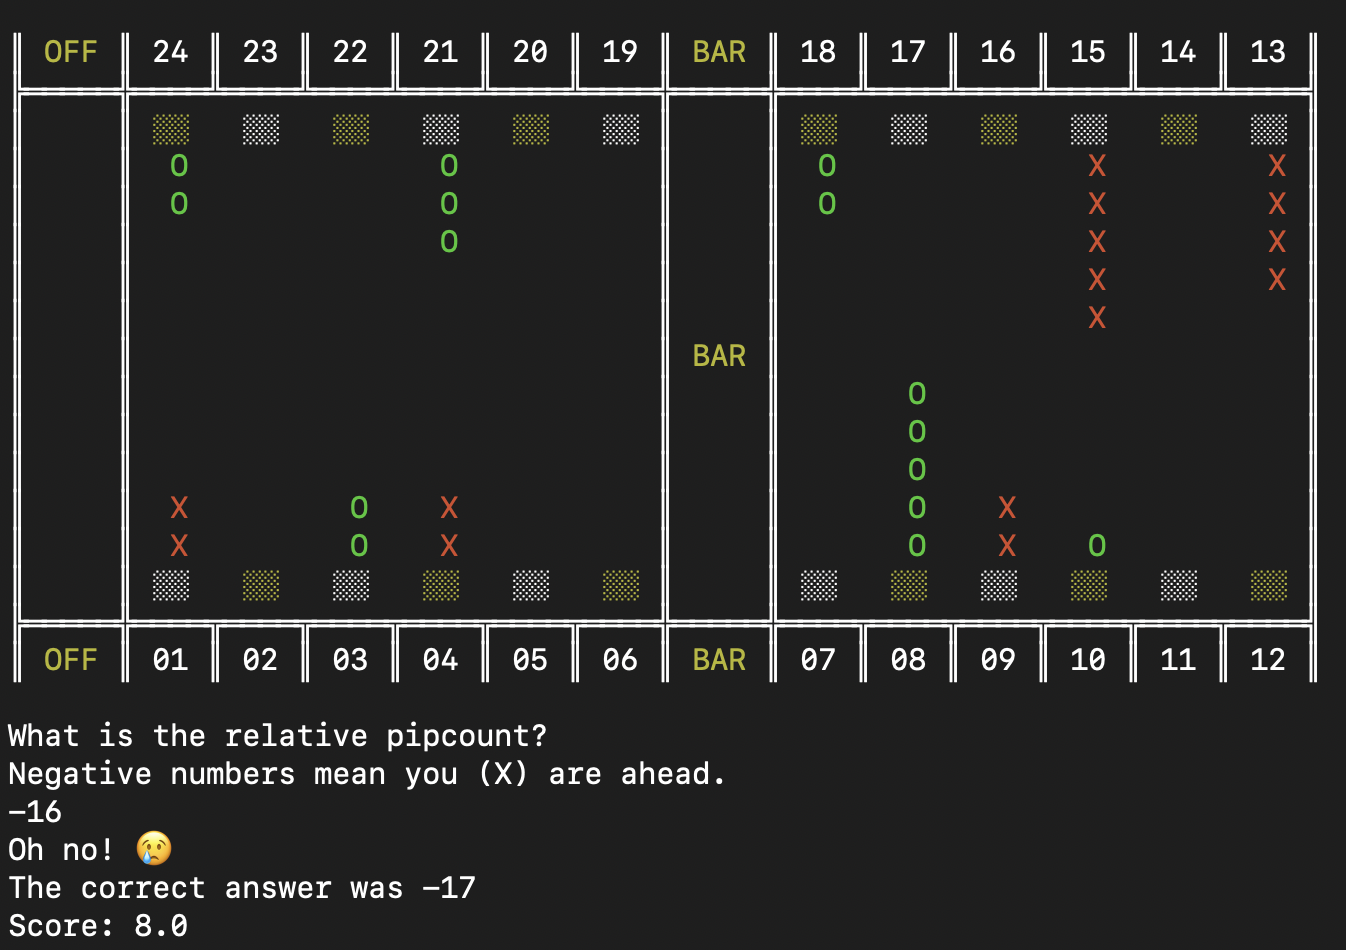 OFF 24 23 22 21 20 19 BAR 18 17 16 15 14 13
O O O X X
O O O X X
O X X
X X
X
BAR
O
O
O
X O X O O X
X O X O X O
OFF 01 02 03 04 05 06 BAR 07 08 09 10 11 12
What is the relative pipcount?
Negative numbers mean you (X) are ahead.
-16
Oh no! 😢
The correct answer was -17
Score: 8.0